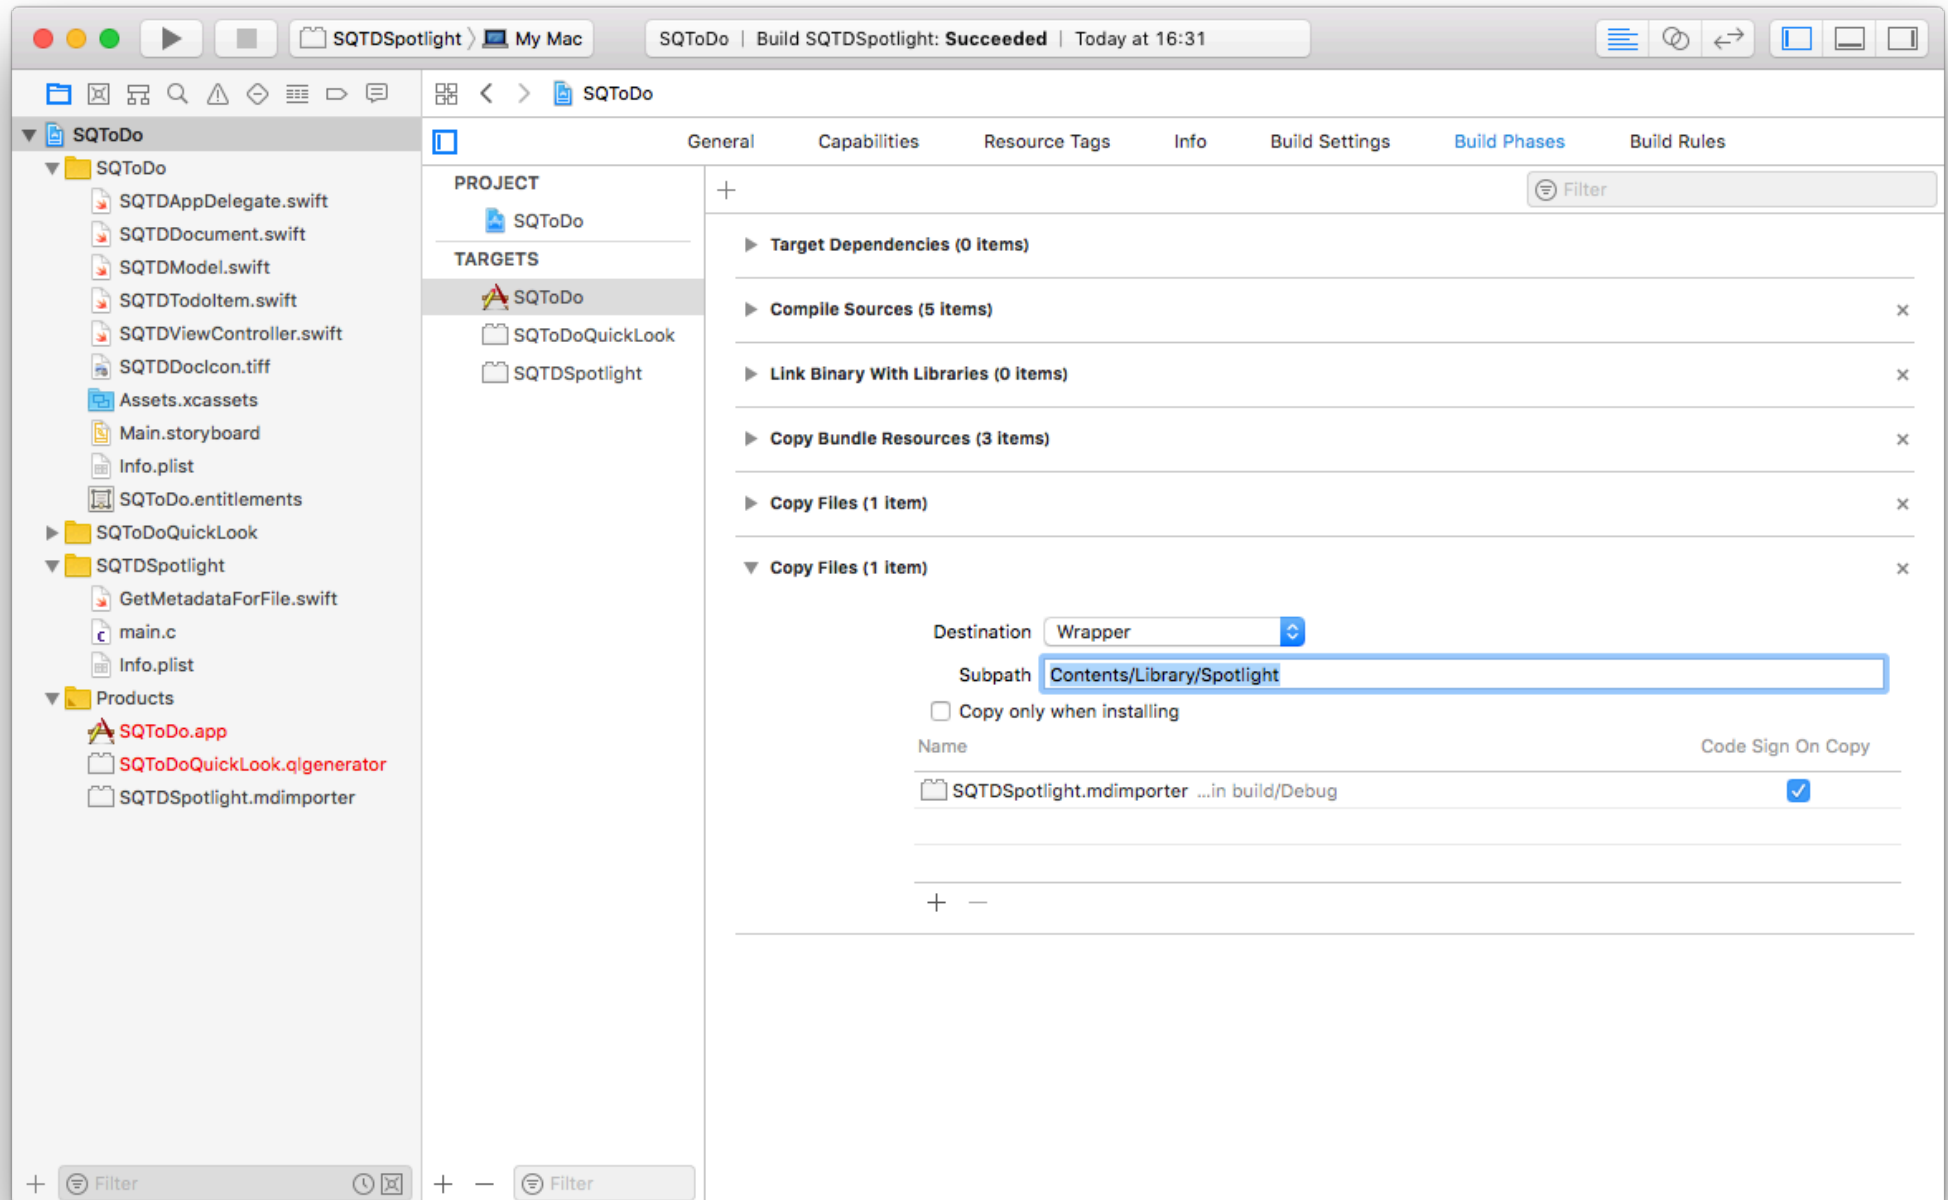 SQTDSpotlight My Mac
SQToDo | Build SQTDSpotlight: Succeeded | Today at 16:31
SQToDo
SQToDo
SQTDAppDelegate.swift
SQTDDocument.swift
SQTDModel.swift
SQTDTodoItem.swift
SQTDViewController.swift
SQTDDocIcon.tiff
Assets.xcassets
Main.storyboard
Info.plist
SQToDo.entitlements
SQToDoQuickLook
SQTDSpotlight
GetMetadataForFile.swift
main.c
Info.plist
Products
SQToDo.app
SQToDoQuickLook.qlgenerator
SQTDSpotlight.mdimporter
Filter
SQToDo
General Capabilities Resource Tags Info Build Settings Build Phases Build Rules
PROJECT
SQToDo
TARGETS
SQToDo
SQToDoQuickLook
SQTDSpotlight
Filter
Filter
Target Dependencies (0 items)
Compile Sources (5 items)
Link Binary With Libraries (0 items)
Copy Bundle Resources (3 items)
Copy Files (1 item)
Copy Files (1 item)
Destination Wrapper
Subpath Contents/Library/Spotlight
Copy only when installing
Name Code Sign On Copy
SQTDSpotlight.mdimporter ...in build/Debug